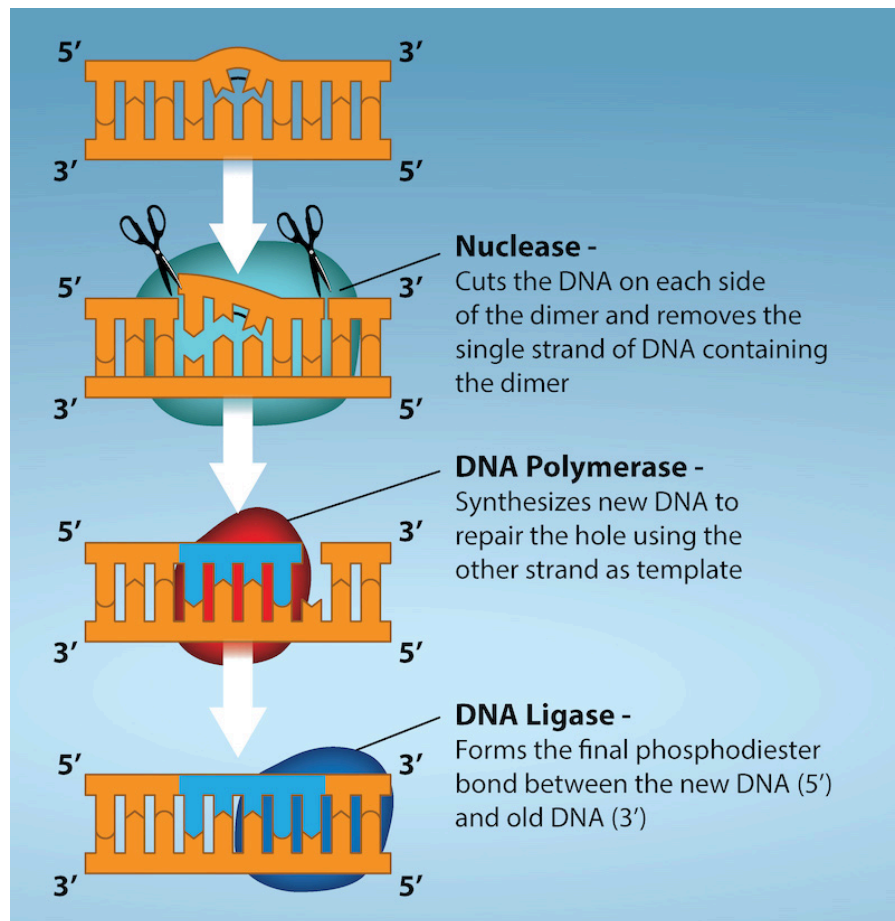 5′ 3′
3′ 5′
Nuclease -
5′ 3′
Cuts the DNA on each side
of the dimer and removes the
single strand of DNA containing
the dimer
3′ 5′
DNA Polymerase -
Synthesizes new DNA to
5′ 3′
repair the hole using the
other strand as template
3′ 5′
DNA Ligase -
Forms the final phosphodiester
5′ 3′
bond between the new DNA (5′)
and old DNA (3′)
3′ 5′